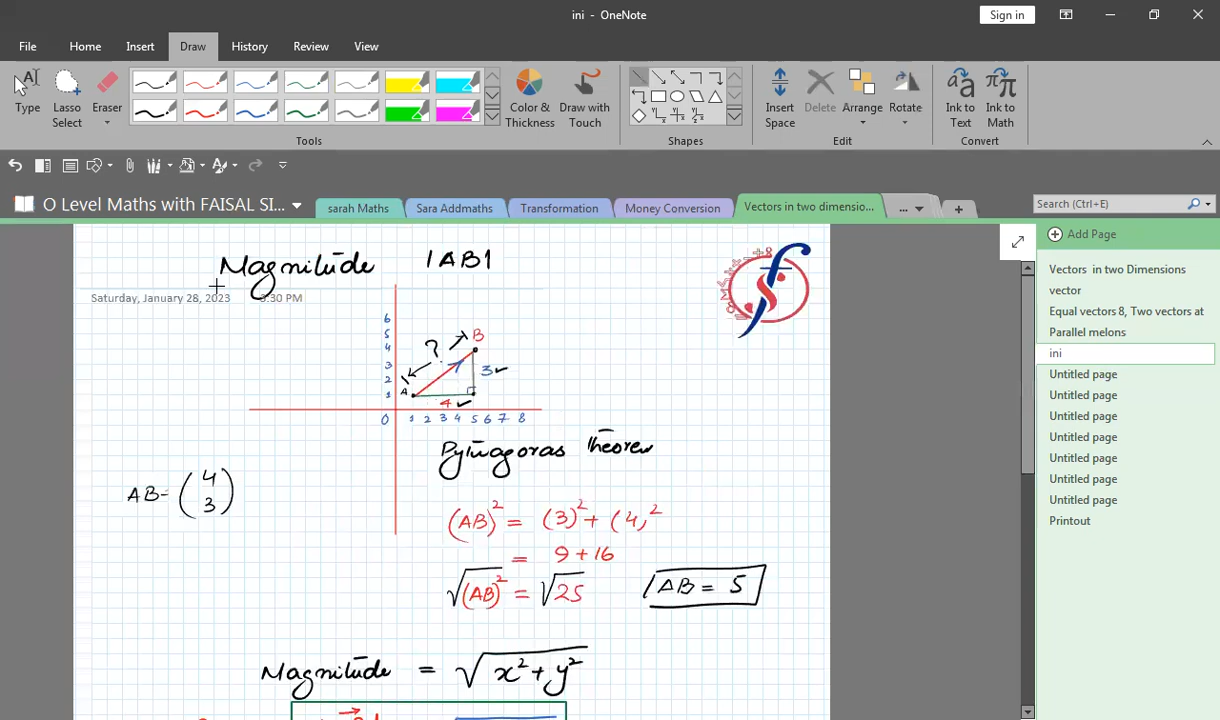 ini - OneNote
Sign in
File Home Insert Draw History Review View
Type
Lasso Select
Eraser
Color & Thickness
Draw with Touch
Insert Space
Delete
Arrange
Rotate
Ink to Text
Ink to Math
Tools Shapes Edit Convert
O Level Maths with FAISAL SI... sarah Maths Sara Addmaths Transformation Money Conversion Vectors in two dimensio... ... + Search (Ctrl+E)
Add Page
Vectors in two Dimensions
vector
Equal vectors 8, Two vectors at
Parallel melons
ini
Untitled page
Untitled page
Untitled page
Untitled page
Untitled page
Untitled page
Untitled page
Printout
Magnitude |AB|
Saturday, January 28, 2023 3:30 PM
6
5
4
3
2
1
B
?
A
3
4
0 1 2 3 4 5 6 7 8
Pythagoras Theorem
AB= (4 3)
(AB)² = (3)² + (4)²
= 9 + 16
√(AB)² = √25
AB = 5
Magnitude = √x² + y²